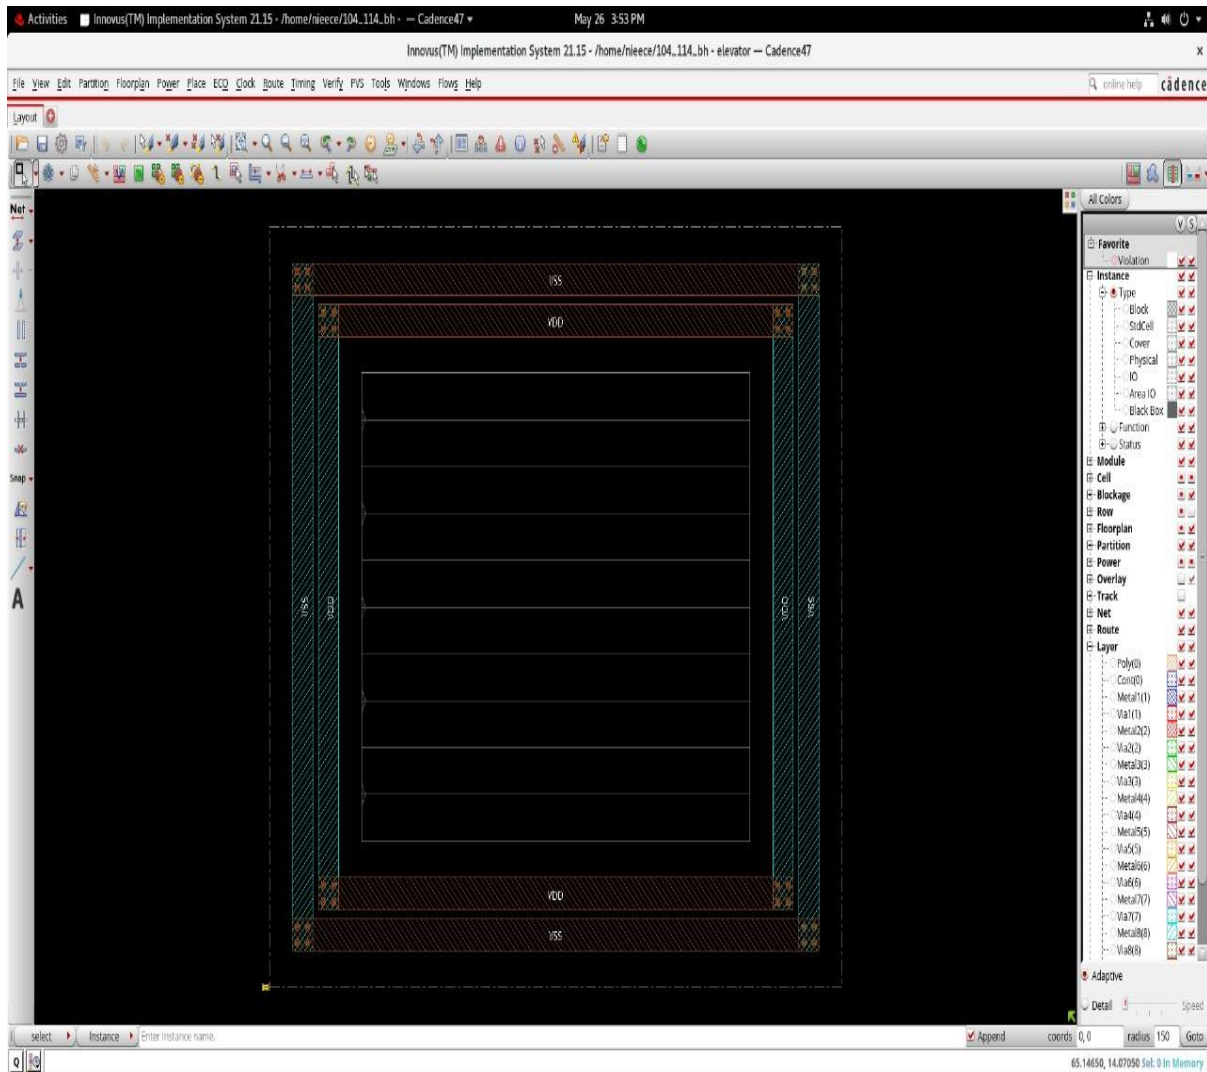 Activities Innovus(TM) Implementation System 21.15 - /home/nieece/104_114_bh - — Cadence47 May 26 3:53 PM
Innovus(TM) Implementation System 21.15 - /home/nieece/104_114_bh - elevator — Cadence47 x
File View Edit Partition Floorplan Power Place ECO Clock Route Timing Verify PVS Tools Windows Flows Help online help cādence
Layout
All Colors
Net
V S
Favorite
Violation
Instance
Type
Block
StdCell
Cover
Physical
IO
Area IO
Black Box
Function
Status
Module
Cell
Blockage
Row
Floorplan
Partition
Power
Overlay
Track
Net
Route
Layer
Poly(0)
Cont(0)
Metal1(1)
Via1(1)
Metal2(2)
Via2(2)
Metal3(3)
Via3(3)
Metal4(4)
Via4(4)
Metal5(5)
Via5(5)
Metal6(6)
Via6(6)
Metal7(7)
Via7(7)
Metal8(8)
Via8(8)
Snap
A
VSS
VDD
VSS VDD VDD VSS
VDD
VSS
Adaptive
Detail Speed
select Instance Enter instance name. Append coords 0, 0 radius 150 Goto
Q 65.14650, 14.07050 Sel: 0 In Memory